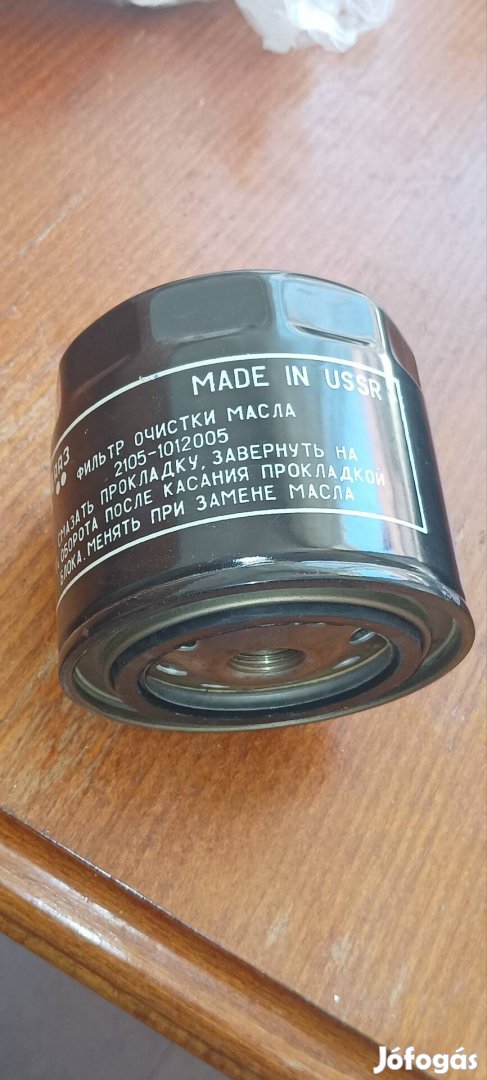 MADE IN USSR
ФИЛЬТР ОЧИСТКИ МАСЛА
2105-1012005
СМАЗАТЬ ПРОКЛАДКУ, ЗАВЕРНУТЬ НА
ОБОРОТА ПОСЛЕ КАСАНИЯ ПРОКЛАДКОЙ
БЛОКА. МЕНЯТЬ ПРИ ЗАМЕНЕ МАСЛА
Jófogás